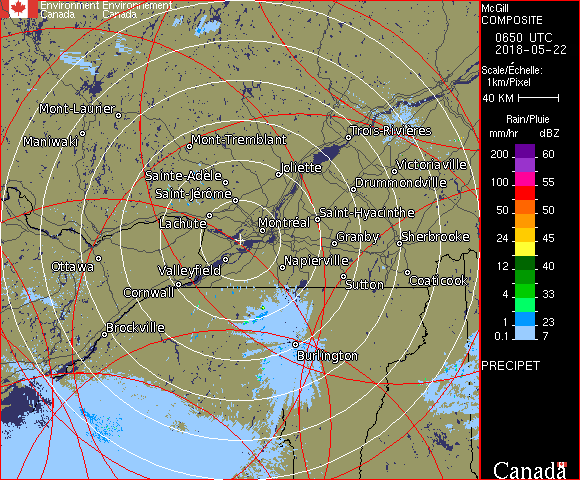 Environment Environnement
Canada Canada
McGill
COMPOSITE
0650 UTC
2018-05-22
Scale/Échelle:
1km/Pixel
40 KM
Rain/Pluie
mm/hr dBZ
200 60
155
100 55
50 50
24 45
12 40
4 33
1 23
0.1 7
PRECIPET
Canada
Mont-Laurier
Maniwaki
Mont-Tremblant
Trois-Rivières
Joliette
Victoriaville
Sainte-Adèle
Drummondville
Saint-Jérôme
Lachute
Saint-Hyacinthe
Montréal
Granby
Sherbrooke
Ottawa
Valleyfield
Napierville
Cornwall
Sutton
Coaticook
Brockville
Burlington